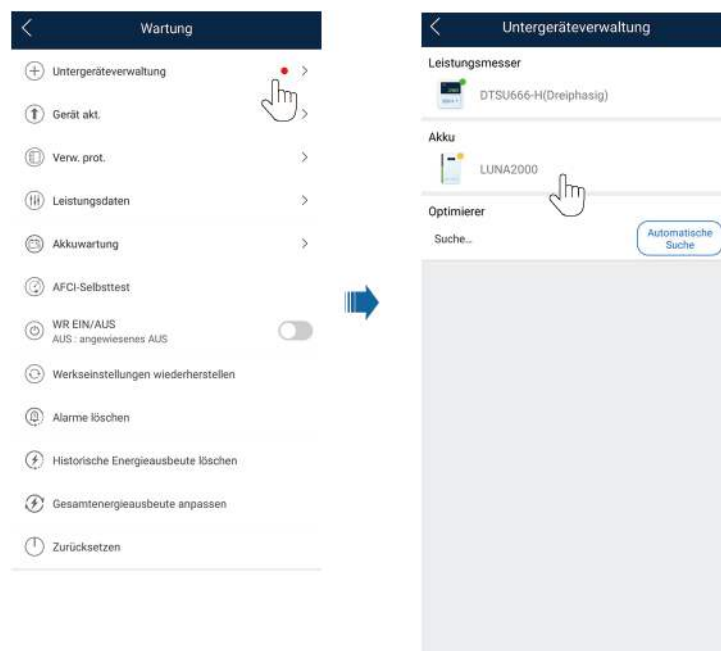 Wartung
Untergeräteverwaltung
Gerät akt.
Verw. prot.
Leistungsdaten
Akkuwartung
AFCI-Selbsttest
WR EIN/AUS
AUS : angewiesenes AUS
Werkseinstellungen wiederherstellen
Alarme löschen
Historische Energieausbeute löschen
Gesamtenergieausbeute anpassen
Zurücksetzen
Untergeräteverwaltung
Leistungsmesser
DTSU666-H(Dreiphasig)
Akku
LUNA2000
Optimierer
Suche...
Automatische
Suche